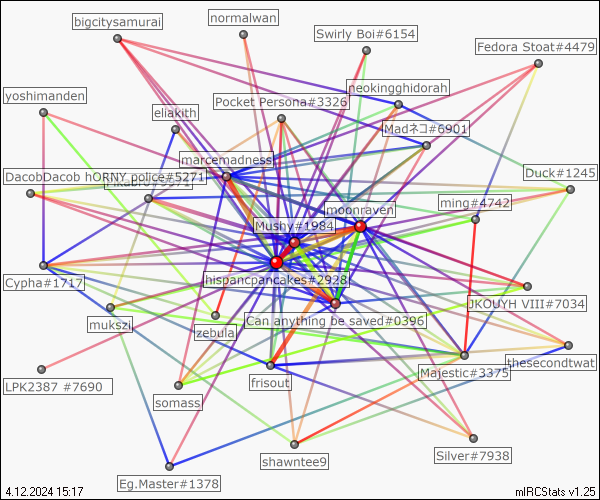 normalwan
bigcitysamurai
Swirly Boi#6154
Fedora Stoat#4479
neokingghidorah
yoshimanden
Pocket Persona#3326
eliakith
Madネコ#6901
marcemadness
Duck#1245
DacobDacob hORNY police#5271
ming#4742
moonraven
Mushy#1984
Cypha#1717
hispancpancakes#2928
JKOUYH VIII#7034
Can anything be saved#0396
mukszi
zebula
thesecondtwat
Majestic#3375
LPK2387 #7690
frisout
somass
Silver#7938
shawntee9
Eg.Master#1378
4.12.2024 15:17
mIRCStats v1.25